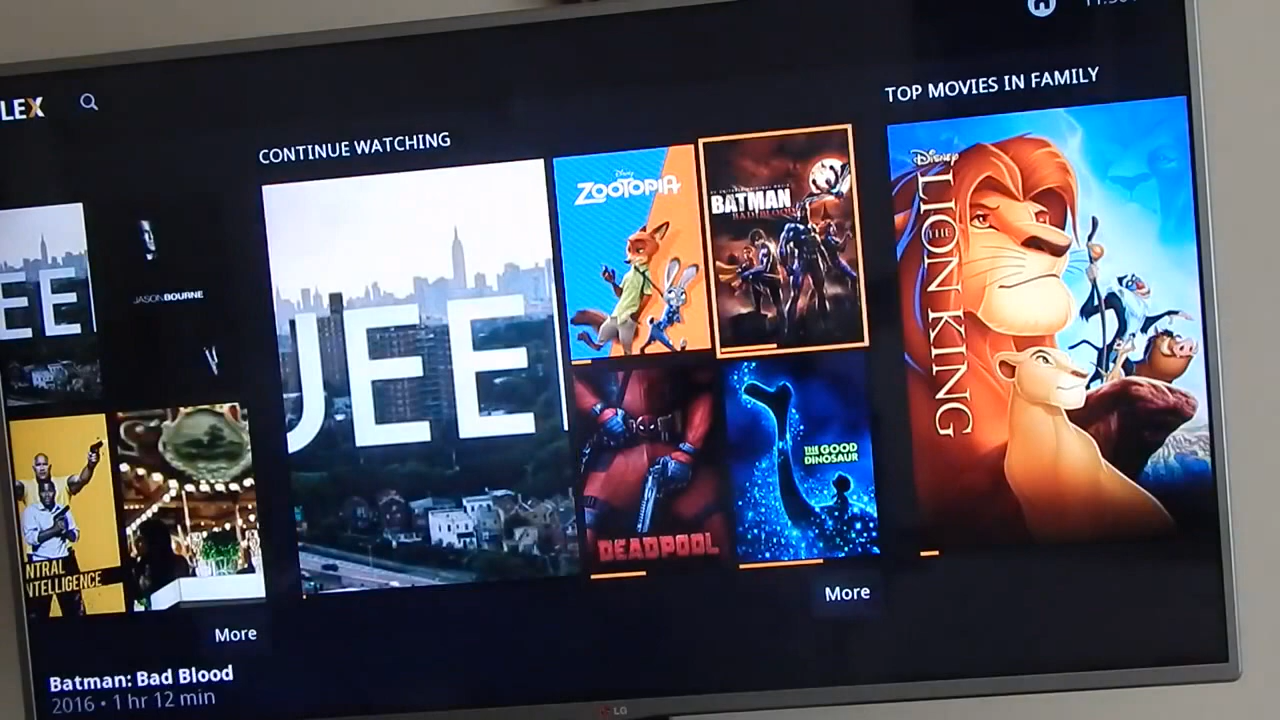 LEX
CONTINUE WATCHING
TOP MOVIES IN FAMILY
EE
JASON BOURNE
NTRAL
NTELLIGENCE
More
JEE
Disney
ZOOTOPIA
BATMAN
BAD BLOOD
DEADPOOL
THE GOOD
DINOSAUR
More
Disney
THE LION KING
Batman: Bad Blood
2016 • 1 hr 12 min
LG